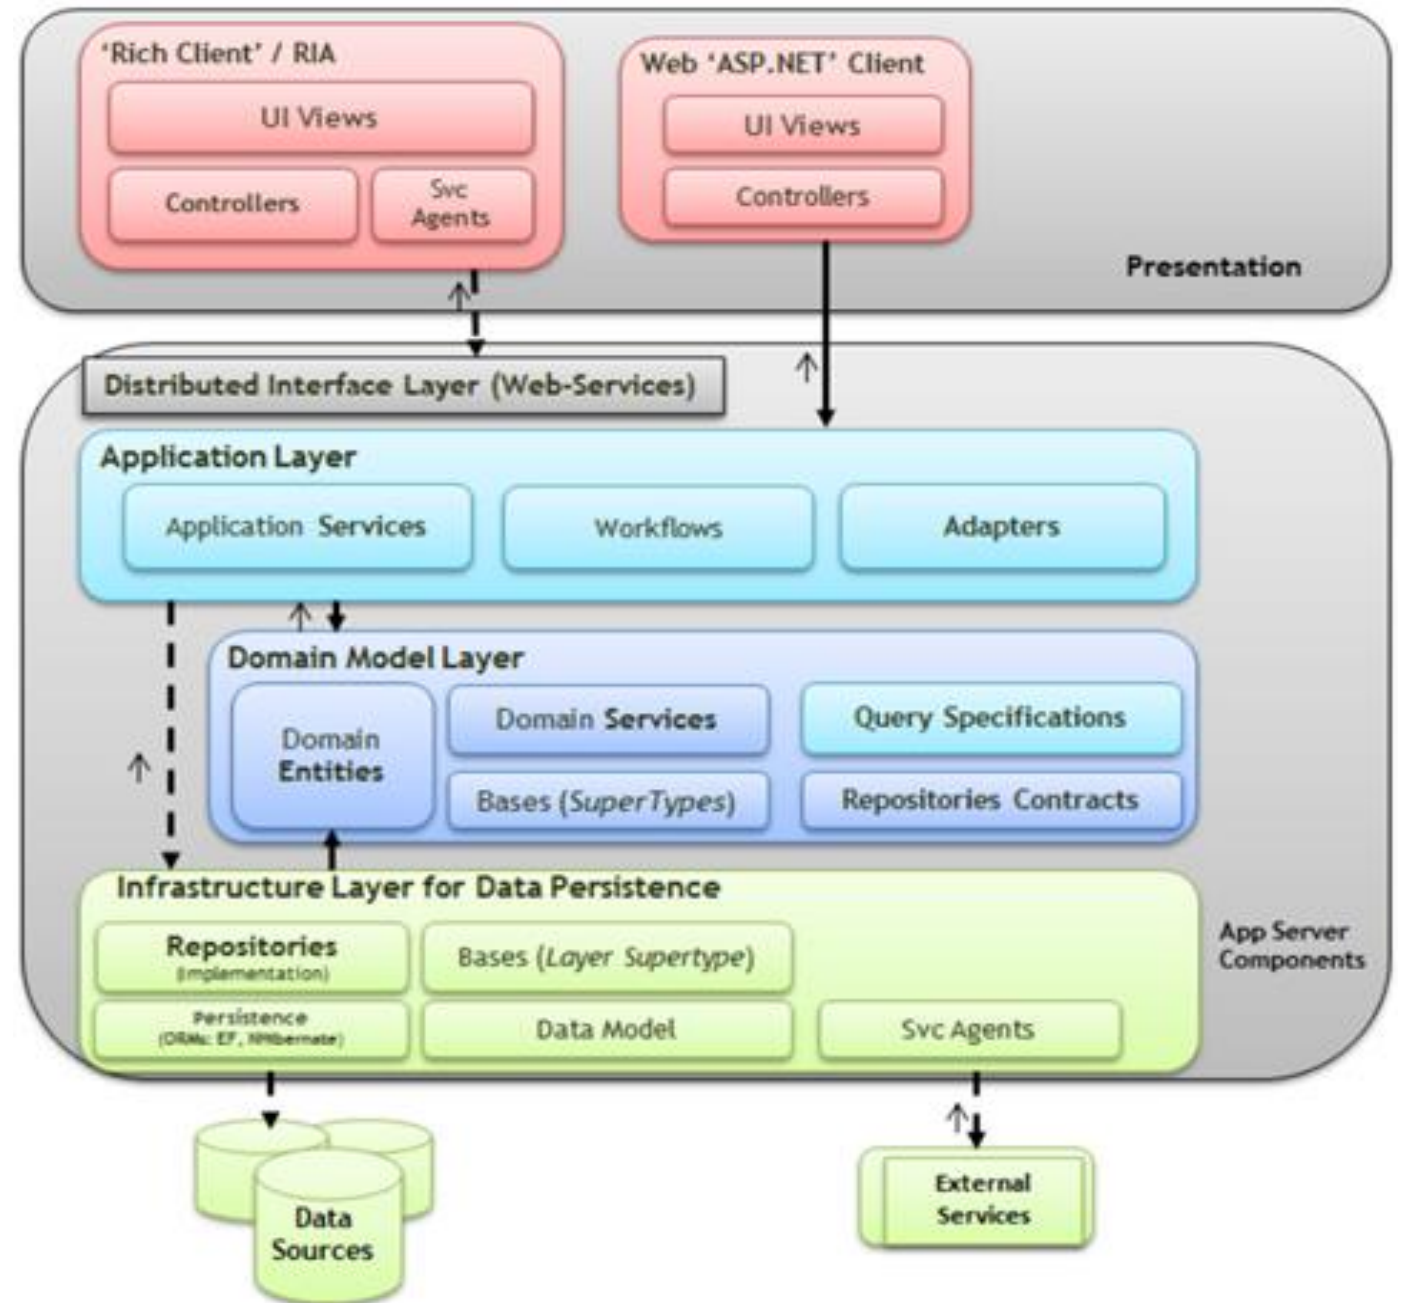 ‘Rich Client’ / RIA
UI Views
Controllers
Svc
Agents
Web ‘ASP.NET’ Client
UI Views
Controllers
Presentation
Distributed Interface Layer (Web-Services)
Application Layer
Application Services
Workflows
Adapters
Domain Model Layer
Domain
Entities
Domain Services
Query Specifications
Bases (SuperTypes)
Repositories Contracts
Infrastructure Layer for Data Persistence
Repositories
(Implementation)
Bases (Layer Supertype)
Persistence
(ORMs: EF, NHibernate)
Data Model
Svc Agents
App Server
Components
Data
Sources
External
Services